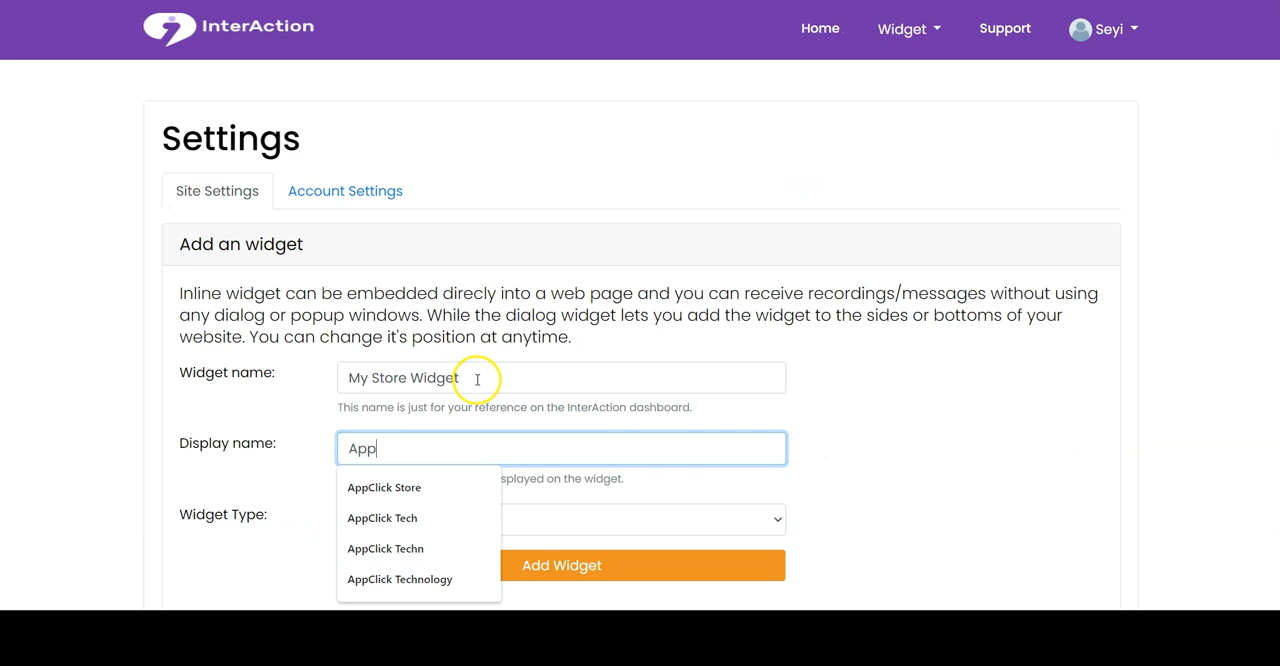 InterAction
Home
Widget
Support
Seyi
Settings
Site Settings
Account Settings
Add an widget
Inline widget can be embedded direcly into a web page and you can receive recordings/messages without using
any dialog or popup windows. While the dialog widget lets you add the widget to the sides or bottoms of your
website. You can change it's position at anytime.
Widget name:
My Store Widget
This name is just for your reference on the InterAction dashboard.
Display name:
App
splayed on the widget.
AppClick Store
AppClick Tech
AppClick Techn
AppClick Technology
Widget Type:
Add Widget